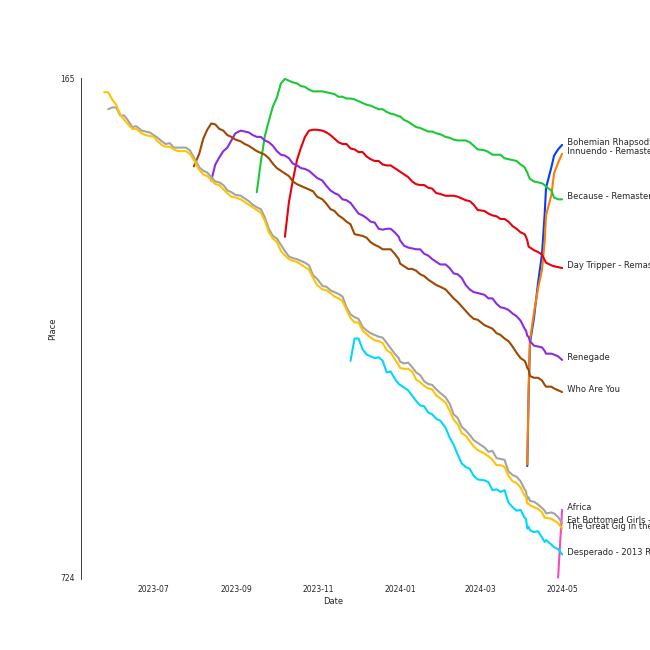 165
Bohemian Rhapsody
Innuendo - Remaste
Because - Remaster
Day Tripper - Remas
Place
Renegade
Who Are You
Africa
Fat Bottomed Girls -
The Great Gig in the
Desperado - 2013 R
724
2023-07
2023-09
2023-11
2024-01
2024-03
2024-05
Date